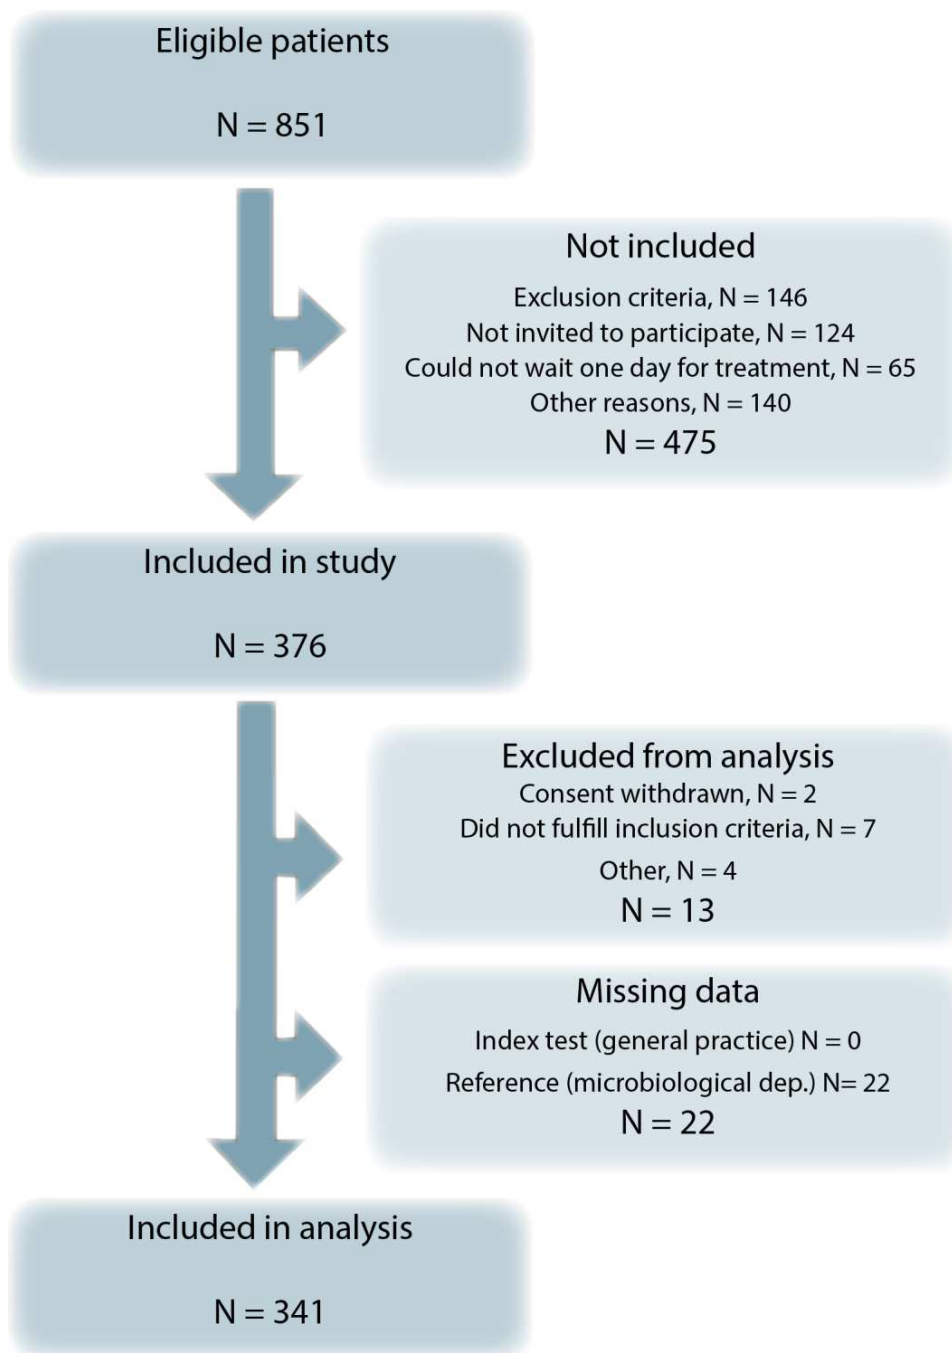 Eligible patients
N = 851
Not included
Exclusion criteria, N = 146
Not invited to participate, N = 124
Could not wait one day for treatment, N = 65
Other reasons, N = 140
N = 475
Included in study
N = 376
Excluded from analysis
Consent withdrawn, N = 2
Did not fulfill inclusion criteria, N = 7
Other, N = 4
N = 13
Missing data
Index test (general practice) N = 0
Reference (microbiological dep.) N= 22
N = 22
Included in analysis
N = 341